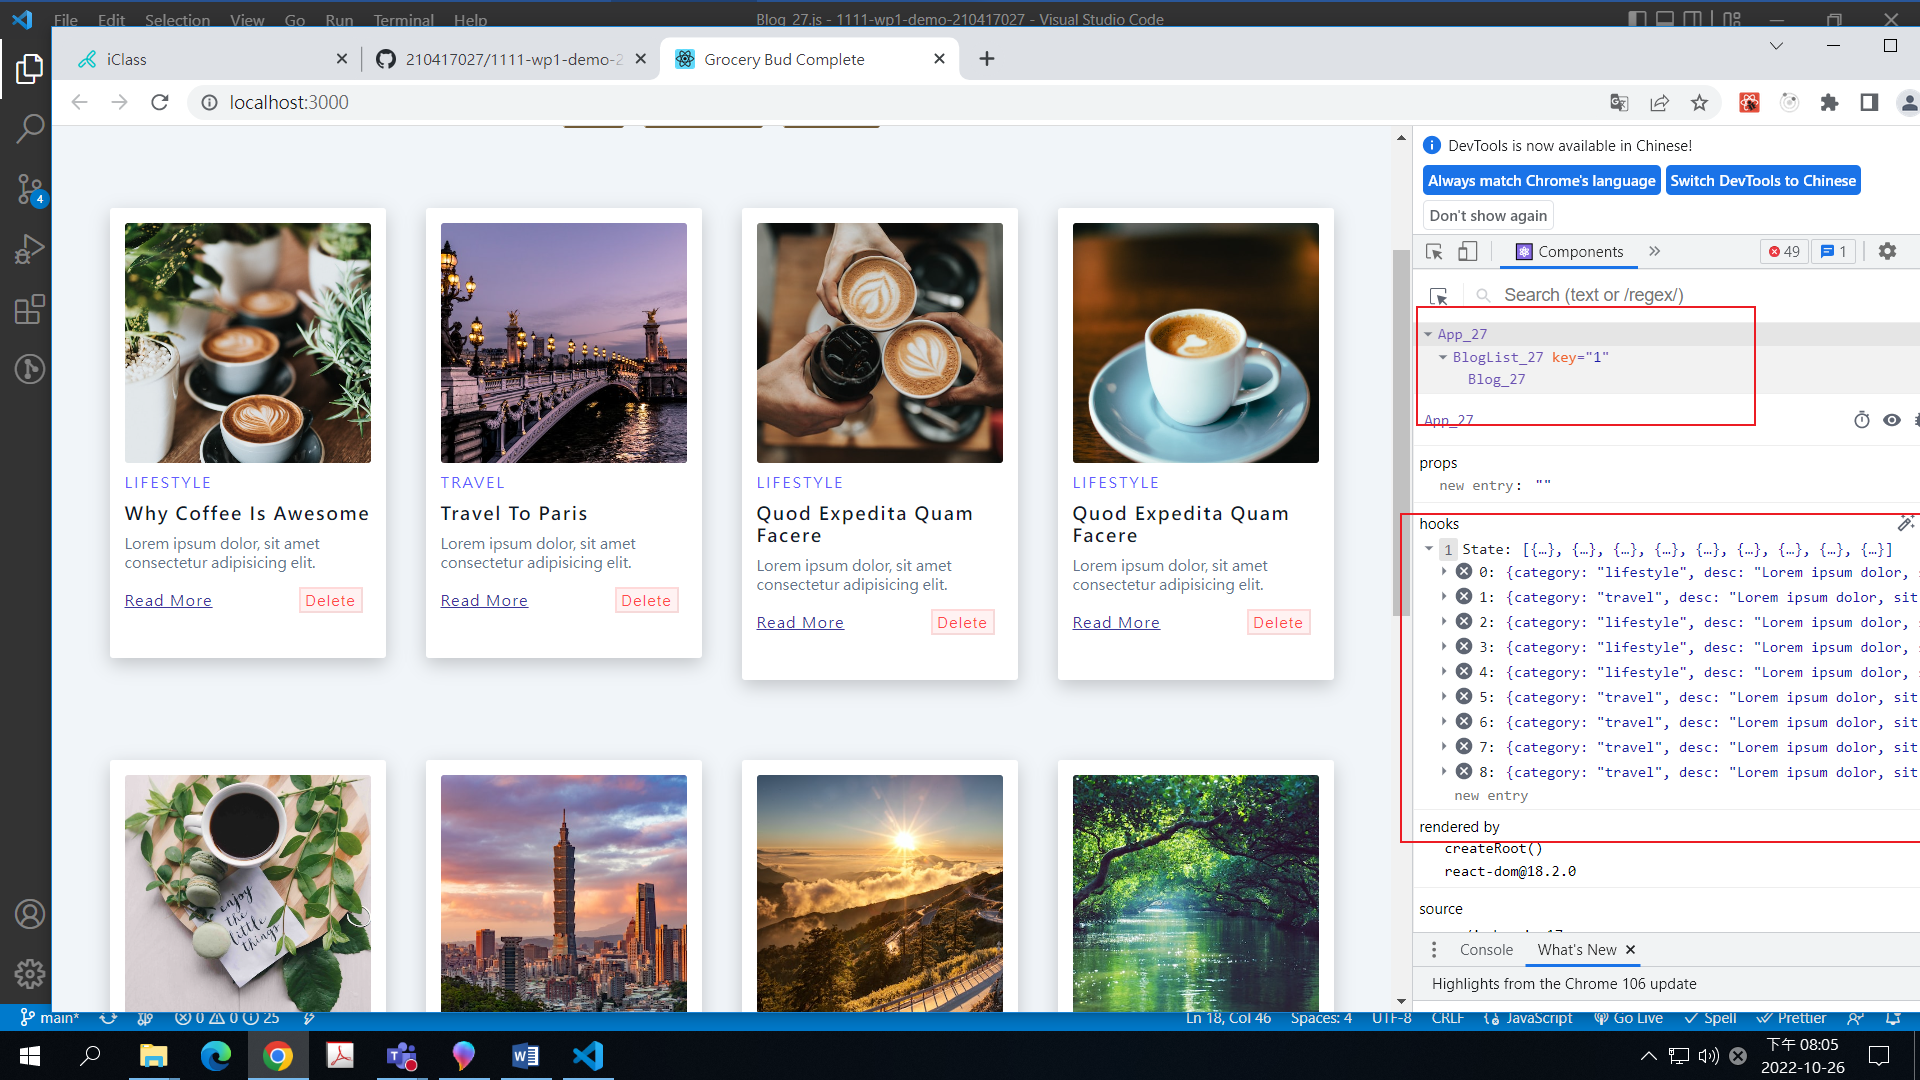 File Edit Selection View Go Run Terminal Help Blog_27.js - 1111-wp1-demo-210417027 - Visual Studio Code
iClass 210417027/1111-wp1-demo-2 Grocery Bud Complete
localhost:3000
DevTools is now available in Chinese!
Always match Chrome's language Switch DevTools to Chinese
Don't show again
Components 49 1
Search (text or /regex/)
App_27
BlogList_27 key="1"
Blog_27
App_27
props
new entry: ""
hooks
1 State: [{…}, {…}, {…}, {…}, {…}, {…}, {…}, {…}, {…}]
0: {category: "lifestyle", desc: "Lorem ipsum dolor, s
1: {category: "travel", desc: "Lorem ipsum dolor, sit
2: {category: "lifestyle", desc: "Lorem ipsum dolor, s
3: {category: "lifestyle", desc: "Lorem ipsum dolor, s
4: {category: "lifestyle", desc: "Lorem ipsum dolor, s
5: {category: "travel", desc: "Lorem ipsum dolor, sit
6: {category: "travel", desc: "Lorem ipsum dolor, sit
7: {category: "travel", desc: "Lorem ipsum dolor, sit
8: {category: "travel", desc: "Lorem ipsum dolor, sit
new entry
rendered by
createRoot()
react-dom@18.2.0
source
Console What's New
Highlights from the Chrome 106 update
LIFESTYLE
Why Coffee Is Awesome
Lorem ipsum dolor, sit amet
consectetur adipisicing elit.
Read More Delete
TRAVEL
Travel To Paris
Lorem ipsum dolor, sit amet
consectetur adipisicing elit.
Read More Delete
LIFESTYLE
Quod Expedita Quam
Facere
Lorem ipsum dolor, sit amet
consectetur adipisicing elit.
Read More Delete
LIFESTYLE
Quod Expedita Quam
Facere
Lorem ipsum dolor, sit amet
consectetur adipisicing elit.
Read More Delete
enjoy
the
little
things
4
main* 0 0 25 Ln 18, Col 46 Spaces: 4 UTF-8 CRLF JavaScript Go Live Spell Prettier
下午 08:05
2022-10-26